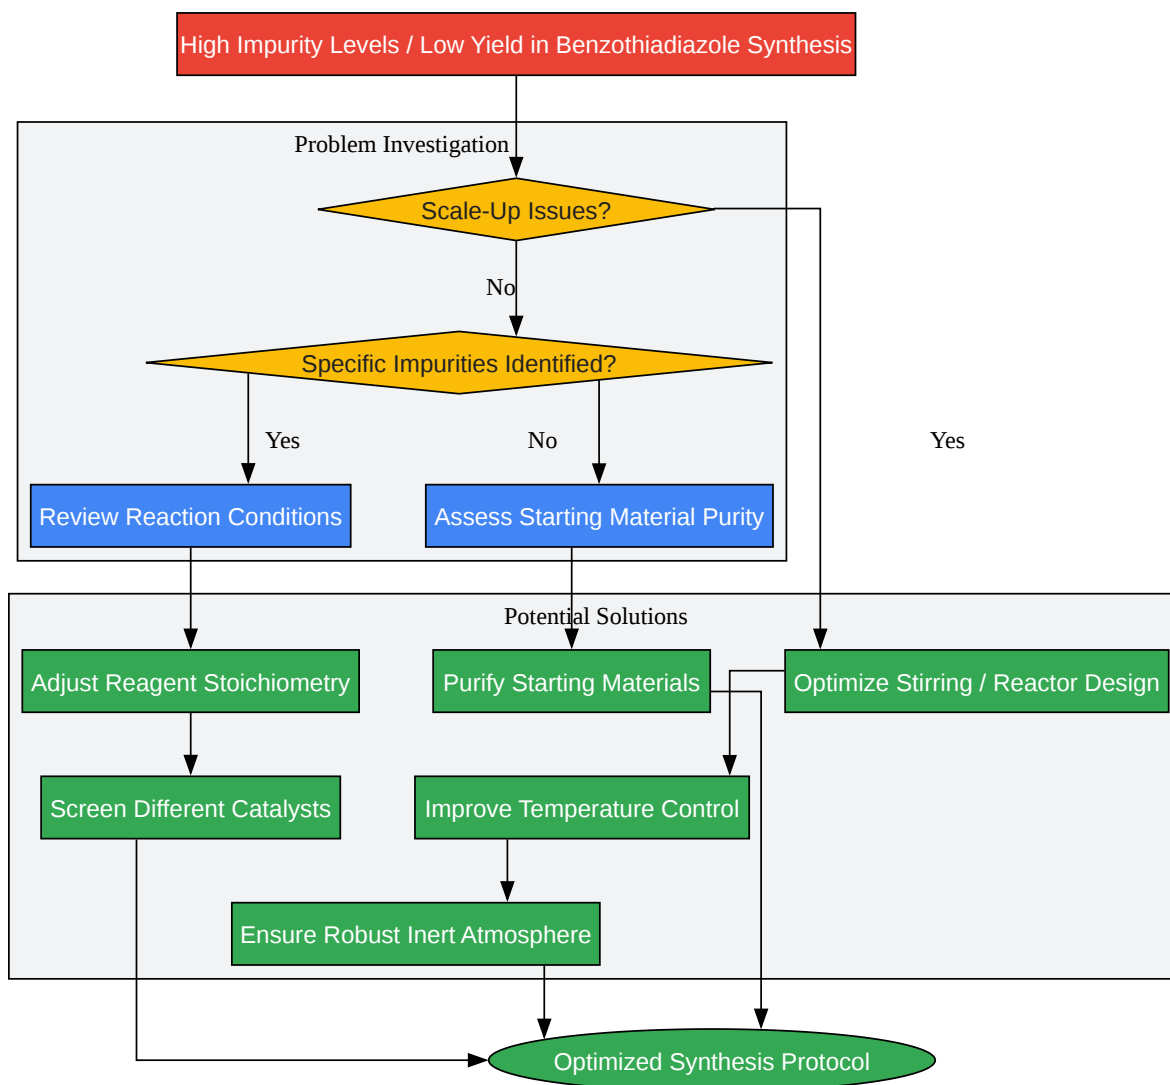 High Impurity Levels / Low Yield in Benzothiadiazole Synthesis
Problem Investigation
Scale-Up Issues?
No
Specific Impurities Identified?
Yes
No
Yes
Review Reaction Conditions
Assess Starting Material Purity
Potential Solutions
Adjust Reagent Stoichiometry
Purify Starting Materials
Optimize Stirring / Reactor Design
Screen Different Catalysts
Improve Temperature Control
Ensure Robust Inert Atmosphere
Optimized Synthesis Protocol